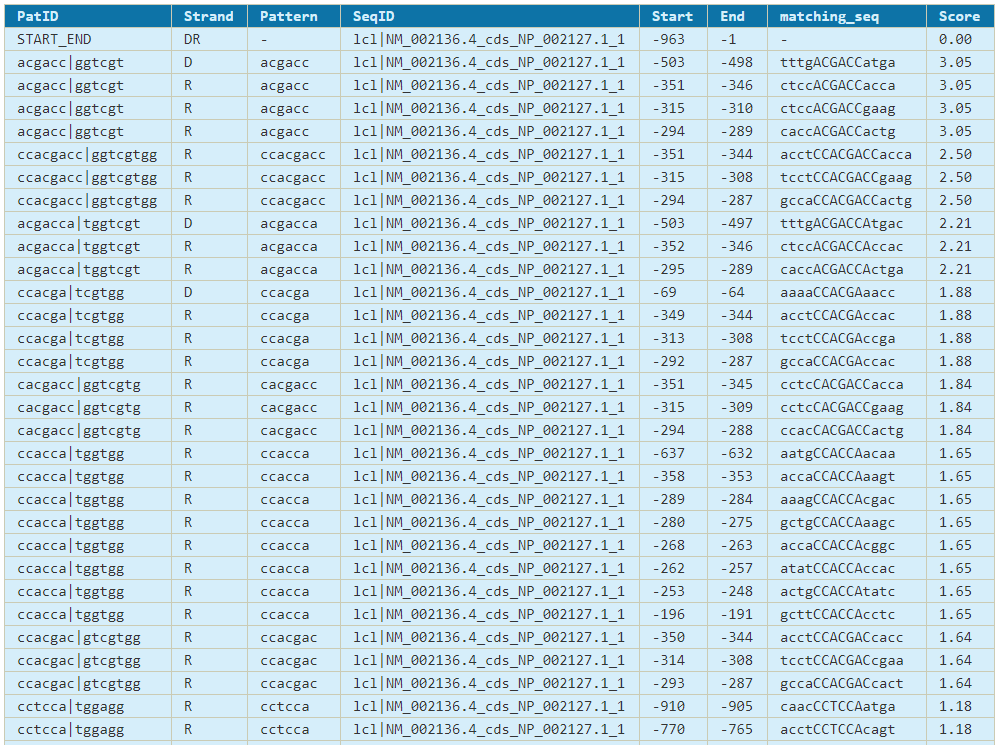 PatID Strand Pattern SeqID Start End matching_seq Score
START_END DR - lcl|NM_002136.4_cds_NP_002127.1_1 -963 -1 - 0.00
acgacc|ggtcgt D acgacc lcl|NM_002136.4_cds_NP_002127.1_1 -503 -498 tttgACGACCatga 3.05
acgacc|ggtcgt R acgacc lcl|NM_002136.4_cds_NP_002127.1_1 -351 -346 ctccACGACCacca 3.05
acgacc|ggtcgt R acgacc lcl|NM_002136.4_cds_NP_002127.1_1 -315 -310 ctccACGACCgaag 3.05
acgacc|ggtcgt R acgacc lcl|NM_002136.4_cds_NP_002127.1_1 -294 -289 caccACGACCactg 3.05
ccacgacc|ggtcgtgg R ccacgacc lcl|NM_002136.4_cds_NP_002127.1_1 -351 -344 acctCCACGACCacca 2.50
ccacgacc|ggtcgtgg R ccacgacc lcl|NM_002136.4_cds_NP_002127.1_1 -315 -308 tcctCCACGACCgaag 2.50
ccacgacc|ggtcgtgg R ccacgacc lcl|NM_002136.4_cds_NP_002127.1_1 -294 -287 gccaCCACGACCactg 2.50
acgacca|tggtcgt D acgacca lcl|NM_002136.4_cds_NP_002127.1_1 -503 -497 tttgACGACCAtgac 2.21
acgacca|tggtcgt R acgacca lcl|NM_002136.4_cds_NP_002127.1_1 -352 -346 ctccACGACCAccac 2.21
acgacca|tggtcgt R acgacca lcl|NM_002136.4_cds_NP_002127.1_1 -295 -289 caccACGACCActga 2.21
ccacga|tcgtgg D ccacga lcl|NM_002136.4_cds_NP_002127.1_1 -69 -64 aaaaCCACGAaacc 1.88
ccacga|tcgtgg R ccacga lcl|NM_002136.4_cds_NP_002127.1_1 -349 -344 acctCCACGAccac 1.88
ccacga|tcgtgg R ccacga lcl|NM_002136.4_cds_NP_002127.1_1 -313 -308 tcctCCACGAccga 1.88
ccacga|tcgtgg R ccacga lcl|NM_002136.4_cds_NP_002127.1_1 -292 -287 gccaCCACGAccac 1.88
cacgacc|ggtcgtg R cacgacc lcl|NM_002136.4_cds_NP_002127.1_1 -351 -345 cctcCACGACCacca 1.84
cacgacc|ggtcgtg R cacgacc lcl|NM_002136.4_cds_NP_002127.1_1 -315 -309 cctcCACGACCgaag 1.84
cacgacc|ggtcgtg R cacgacc lcl|NM_002136.4_cds_NP_002127.1_1 -294 -288 ccacCACGACCactg 1.84
ccacca|tggtgg R ccacca lcl|NM_002136.4_cds_NP_002127.1_1 -637 -632 aatgCCACCAacaa 1.65
ccacca|tggtgg R ccacca lcl|NM_002136.4_cds_NP_002127.1_1 -358 -353 accaCCACCAaagt 1.65
ccacca|tggtgg R ccacca lcl|NM_002136.4_cds_NP_002127.1_1 -289 -284 aaagCCACCAcgac 1.65
ccacca|tggtgg R ccacca lcl|NM_002136.4_cds_NP_002127.1_1 -280 -275 gctgCCACCAaagc 1.65
ccacca|tggtgg R ccacca lcl|NM_002136.4_cds_NP_002127.1_1 -268 -263 accaCCACCAcggc 1.65
ccacca|tggtgg R ccacca lcl|NM_002136.4_cds_NP_002127.1_1 -262 -257 atatCCACCAccac 1.65
ccacca|tggtgg R ccacca lcl|NM_002136.4_cds_NP_002127.1_1 -253 -248 actgCCACCAtatc 1.65
ccacca|tggtgg R ccacca lcl|NM_002136.4_cds_NP_002127.1_1 -196 -191 gcttCCACCAcctc 1.65
ccacgac|gtcgtgg R ccacgac lcl|NM_002136.4_cds_NP_002127.1_1 -350 -344 acctCCACGACcacc 1.64
ccacgac|gtcgtgg R ccacgac lcl|NM_002136.4_cds_NP_002127.1_1 -314 -308 tcctCCACGACcgaa 1.64
ccacgac|gtcgtgg R ccacgac lcl|NM_002136.4_cds_NP_002127.1_1 -293 -287 gccaCCACGACcact 1.64
cctcca|tggagg R cctcca lcl|NM_002136.4_cds_NP_002127.1_1 -910 -905 caacCCTCCAatga 1.18
cctcca|tggagg R cctcca lcl|NM_002136.4_cds_NP_002127.1_1 -770 -765 acctCCTCCAcagt 1.18